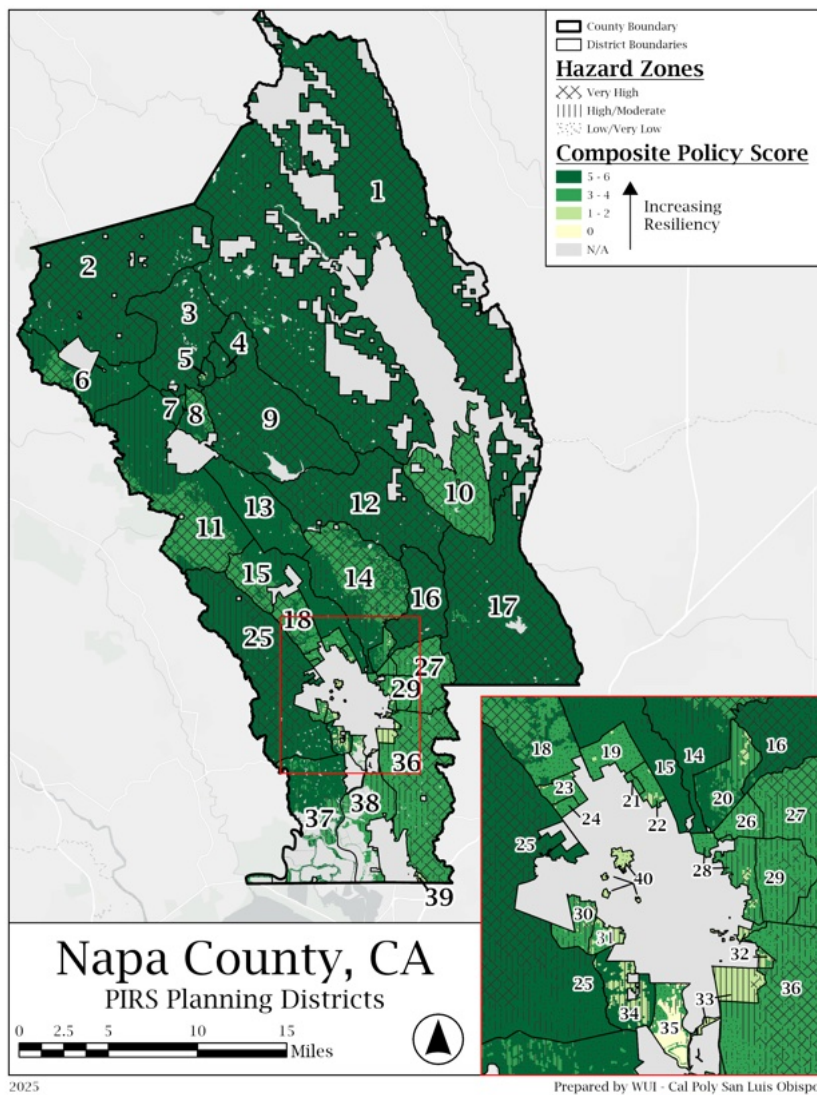 County Boundary
District Boundaries
Hazard Zones
Very High
High/Moderate
Low/Very Low
Composite Policy Score
5 - 6
3 - 4
1 - 2
0
N/A
Increasing
Resiliency
1
2
3
4
5
6
7
8
9
10
11
12
13
14
15
16
17
18
25
27
29
36
37
38
39
18
19
15
14
16
23
21
22
20
24
26
27
25
28
29
40
30
31
32
25
36
33
34
35
Napa County, CA
PIRS Planning Districts
0 2.5 5 10 15
Miles
2025
Prepared by WUI - Cal Poly San Luis Obispo